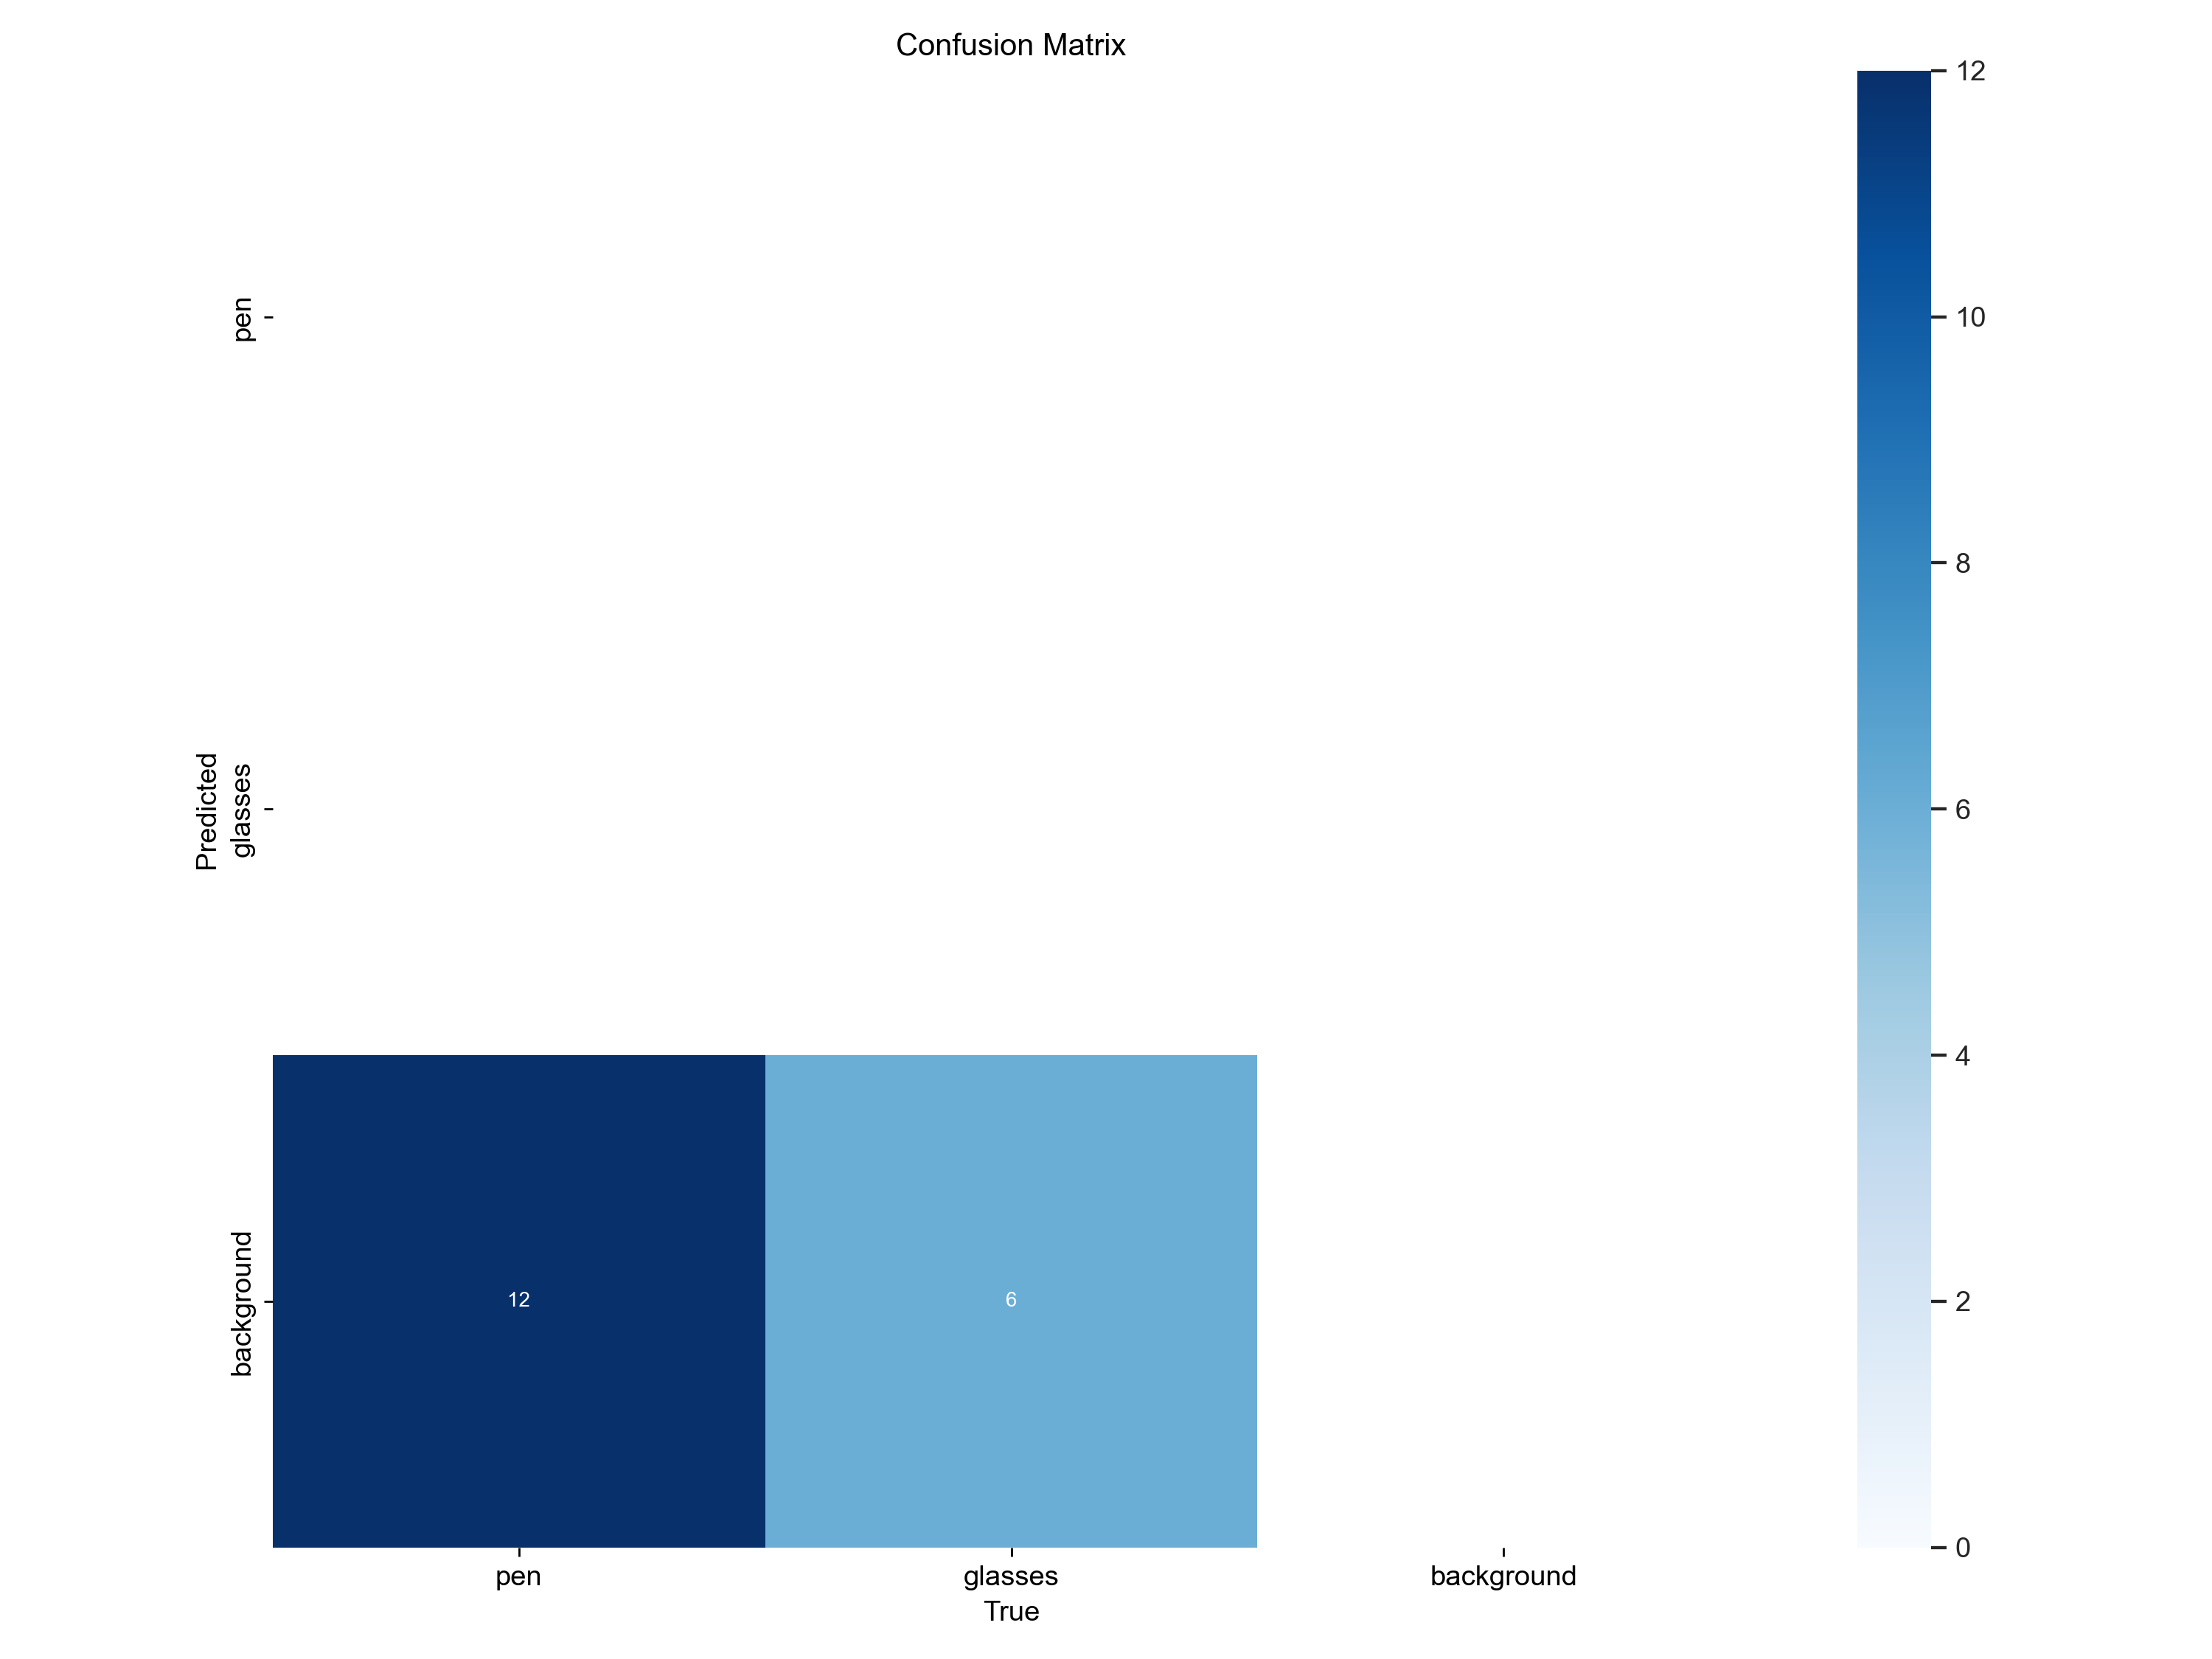 Confusion Matrix
12
10
8
6
4
2
0
pen
glasses
background
Predicted
12
6
pen
glasses
background
True